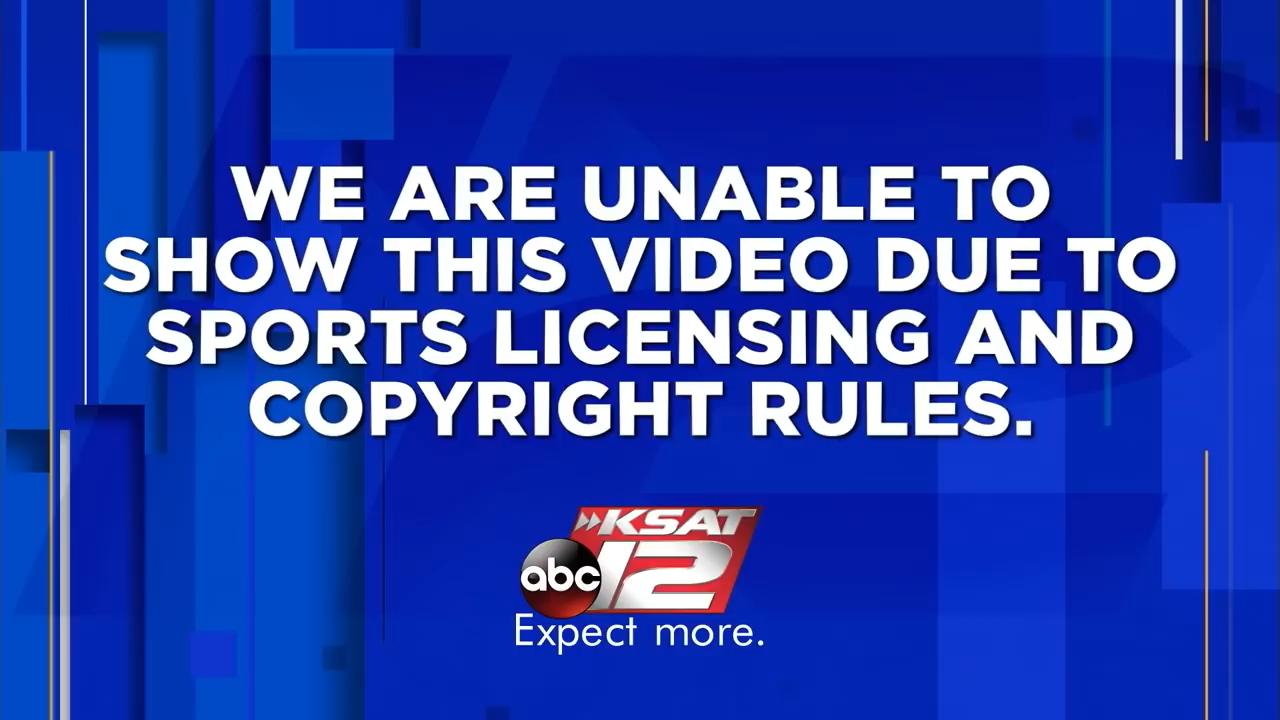 WE ARE UNABLE TO
SHOW THIS VIDEO DUE TO
SPORTS LICENSING AND
COPYRIGHT RULES.
KSAT
abc 12
Expect more.